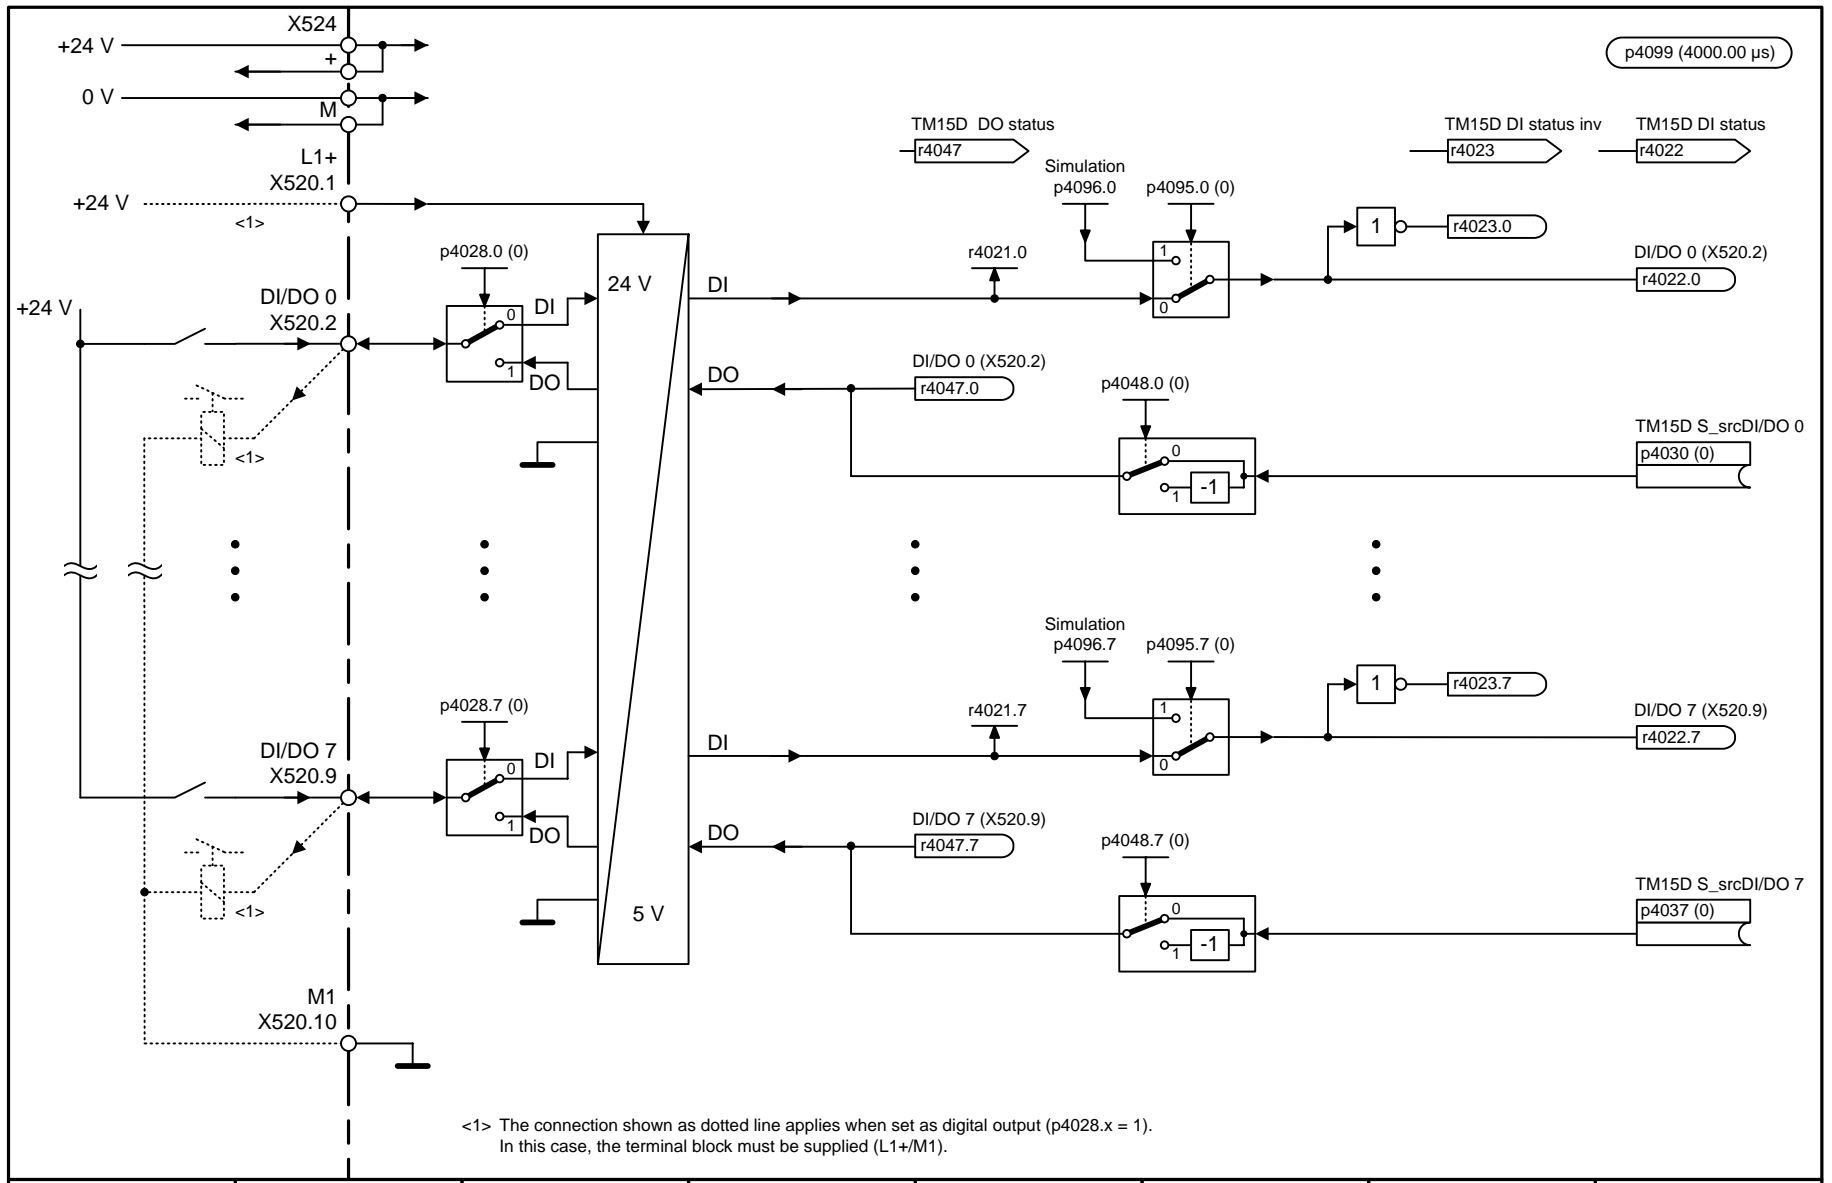 X524
+24 V
+
p4099 (4000.00 µs)
0 V
M
TM15D DO status
r4047
TM15D DI status inv
r4023
TM15D DI status
r4022
L1+
X520.1
+24 V
<1>
Simulation
p4096.0
p4095.0 (0)
1
0
1
r4023.0
p4028.0 (0)
24 V
DI
r4021.0
DI/DO 0 (X520.2)
r4022.0
+24 V
DI/DO 0
X520.2
0
DI
1
DO
DO
DI/DO 0 (X520.2)
r4047.0
p4048.0 (0)
0
1
-1
TM15D S_srcDI/DO 0
p4030 (0)
<1>
Simulation
p4096.7
p4095.7 (0)
1
0
1
r4023.7
p4028.7 (0)
DI
r4021.7
DI/DO 7 (X520.9)
r4022.7
DI/DO 7
X520.9
0
DI
1
DO
DO
DI/DO 7 (X520.9)
r4047.7
p4048.7 (0)
0
1
-1
TM15D S_srcDI/DO 7
p4037 (0)
<1>
5 V
M1
X520.10
<1> The connection shown as dotted line applies when set as digital output (p4028.x = 1).
In this case, the terminal block must be supplied (L1+/M1).